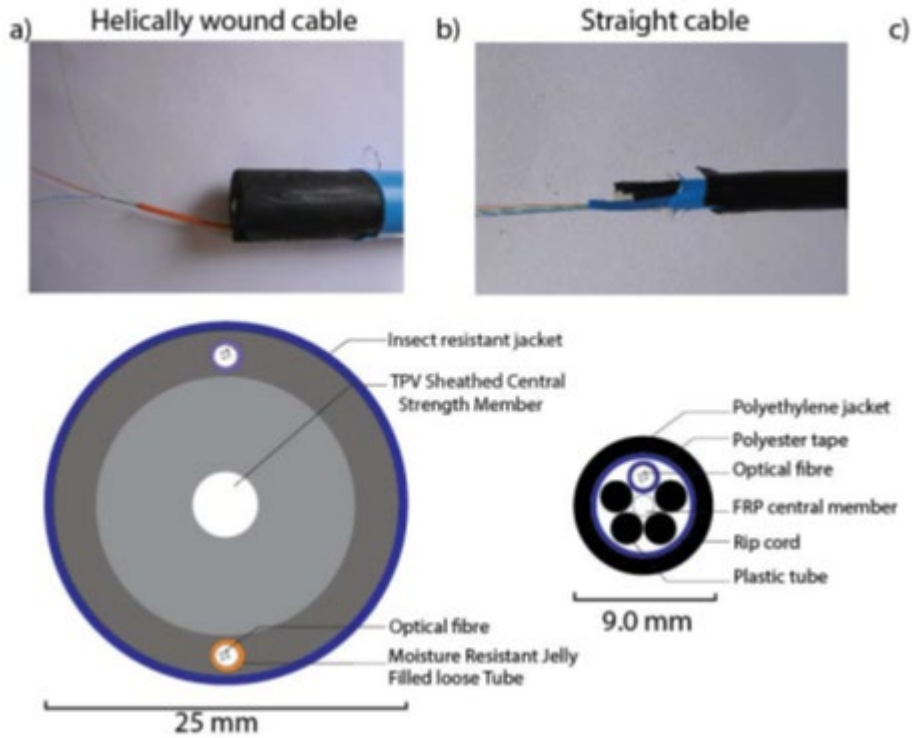 a)
Helically wound cable
b)
Straight cable
c)
Insect resistant jacket
TPV Sheathed Central
Strength Member
Optical fibre
Moisture Resistant Jelly
Filled loose Tube
25 mm
Polyethylene jacket
Polyester tape
Optical fibre
FRP central member
Rip cord
Plastic tube
9.0 mm